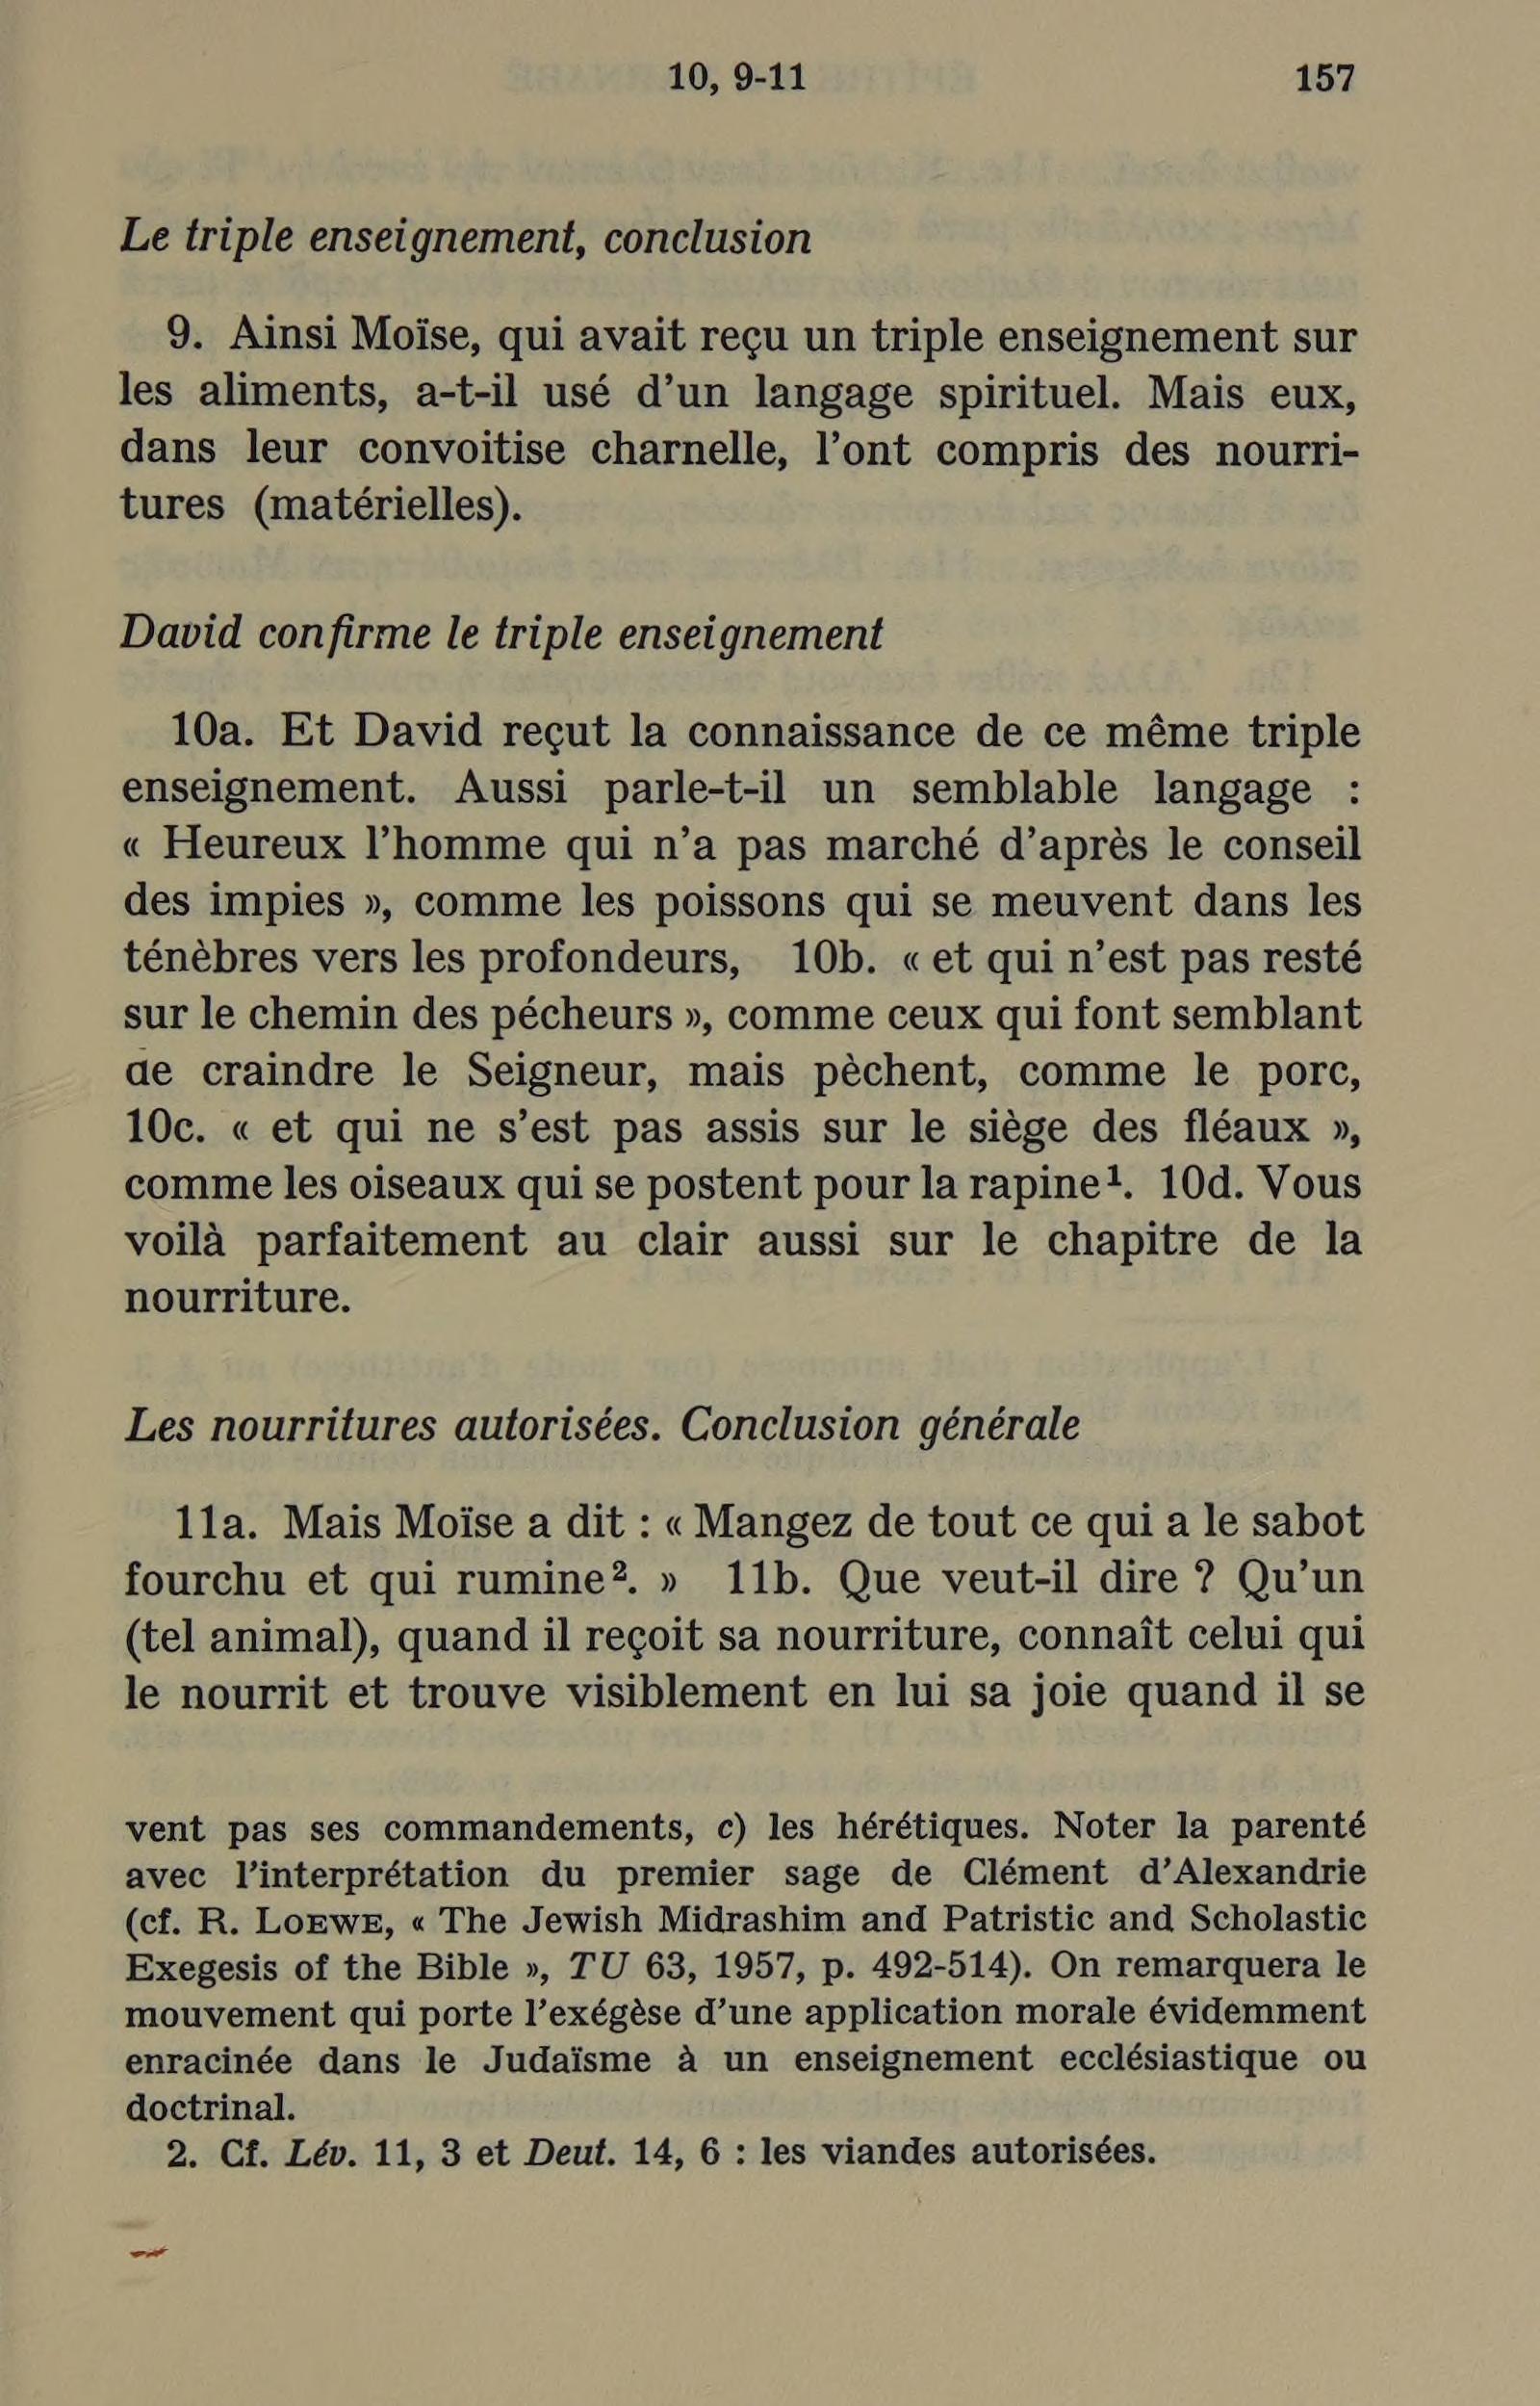 10, 9-11 157
Le triple enseignement, conclusion
9. Ainsi Moïse, qui avait reçu un triple enseignement sur
les aliments, a-t-il usé d'un langage spirituel. Mais eux,
dans leur convoitise charnelle, l'ont compris des nourri-
tures (matérielles).
David confirme le triple enseignement
10a. Et David reçut la connaissance de ce même triple
enseignement. Aussi parle-t-il un semblable langage :
« Heureux l'homme qui n'a pas marché d'après le conseil
des impies », comme les poissons qui se meuvent dans les
ténèbres vers les profondeurs, 10b. « et qui n'est pas resté
sur le chemin des pécheurs », comme ceux qui font semblant
de craindre le Seigneur, mais pèchent, comme le porc,
10c. « et qui ne s'est pas assis sur le siège des fléaux »,
comme les oiseaux qui se postent pour la rapine¹. 10d. Vous
voilà parfaitement au clair aussi sur le chapitre de la
nourriture.
Les nourritures autorisées. Conclusion générale
11a. Mais Moïse a dit : « Mangez de tout ce qui a le sabot
fourchu et qui rumine². » 11b. Que veut-il dire ? Qu'un
(tel animal), quand il reçoit sa nourriture, connaît celui qui
le nourrit et trouve visiblement en lui sa joie quand il se
vent pas ses commandements, c) les hérétiques. Noter la parenté
avec l'interprétation du premier sage de Clément d'Alexandrie
(cf. R. LOEWE, « The Jewish Midrashim and Patristic and Scholastic
Exegesis of the Bible », TU 63, 1957, p. 492-514). On remarquera le
mouvement qui porte l'exégèse d'une application morale évidemment
enracinée dans le Judaïsme à un enseignement ecclésiastique ou
doctrinal.
2. Cf. Lév. 11, 3 et Deut. 14, 6 : les viandes autorisées.